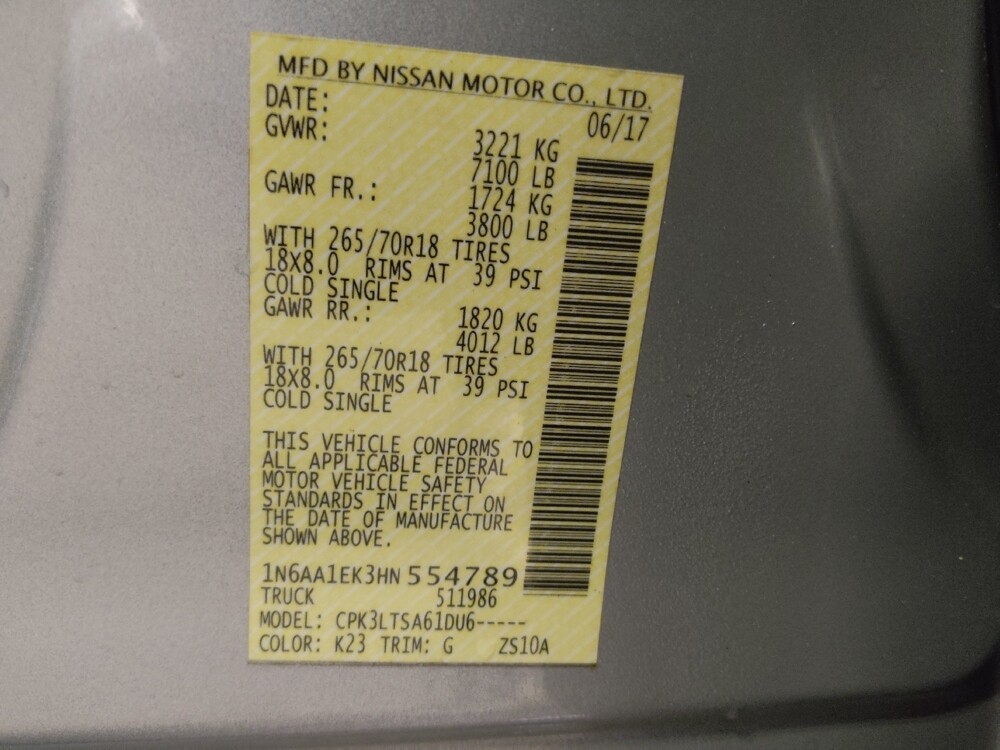 MFD BY NISSAN MOTOR CO., LTD.
DATE: 06/17
GVWR: 3221 KG
7100 LB
GAWR FR.: 1724 KG
3800 LB
WITH 265/70R18 TIRES
18X8.0 RIMS AT 39 PSI
COLD SINGLE
GAWR RR.: 1820 KG
4012 LB
WITH 265/70R18 TIRES
18X8.0 RIMS AT 39 PSI
COLD SINGLE
THIS VEHICLE CONFORMS TO
ALL APPLICABLE FEDERAL
MOTOR VEHICLE SAFETY
STANDARDS IN EFFECT ON
THE DATE OF MANUFACTURE
SHOWN ABOVE.
1N6AA1EK3HN554789
TRUCK 511986
MODEL: CPK3LTSA61DU6-----
COLOR: K23 TRIM: G ZS10A